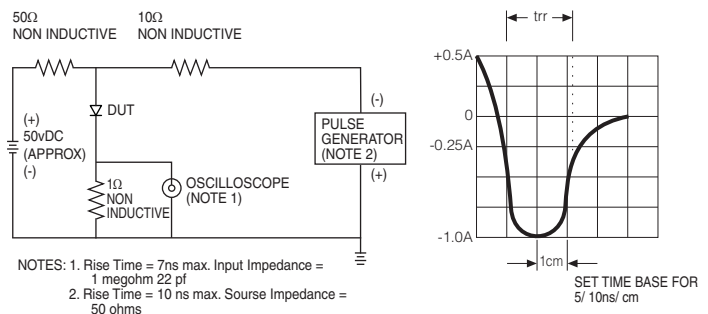 50Ω
NON INDUCTIVE
10Ω
NON INDUCTIVE
DUT
(+)
50vDC
(APPROX)
(-)
1Ω
NON
INDUCTIVE
OSCILLOSCOPE
(NOTE 1)
(-)
PULSE
GENERATOR
(NOTE 2)
(+)
NOTES: 1. Rise Time = 7ns max. Input Impedance =
1 megohm 22 pf
2. Rise Time = 10 ns max. Sourse Impedance =
50 ohms
trr
+0.5A
0
-0.25A
-1.0A
1cm
SET TIME BASE FOR
5/ 10ns/ cm